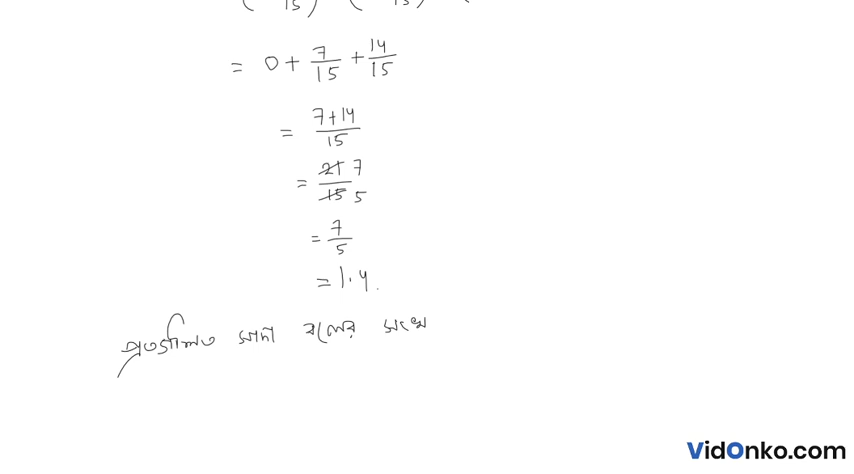 = 0 + 7/15 + 14/15
= (7+14)/15
= 21/15 7/5
= 7/5
= 1.4.
প্রত্যাশিত সাদা বলের সংখ্যা
VidOnko.com